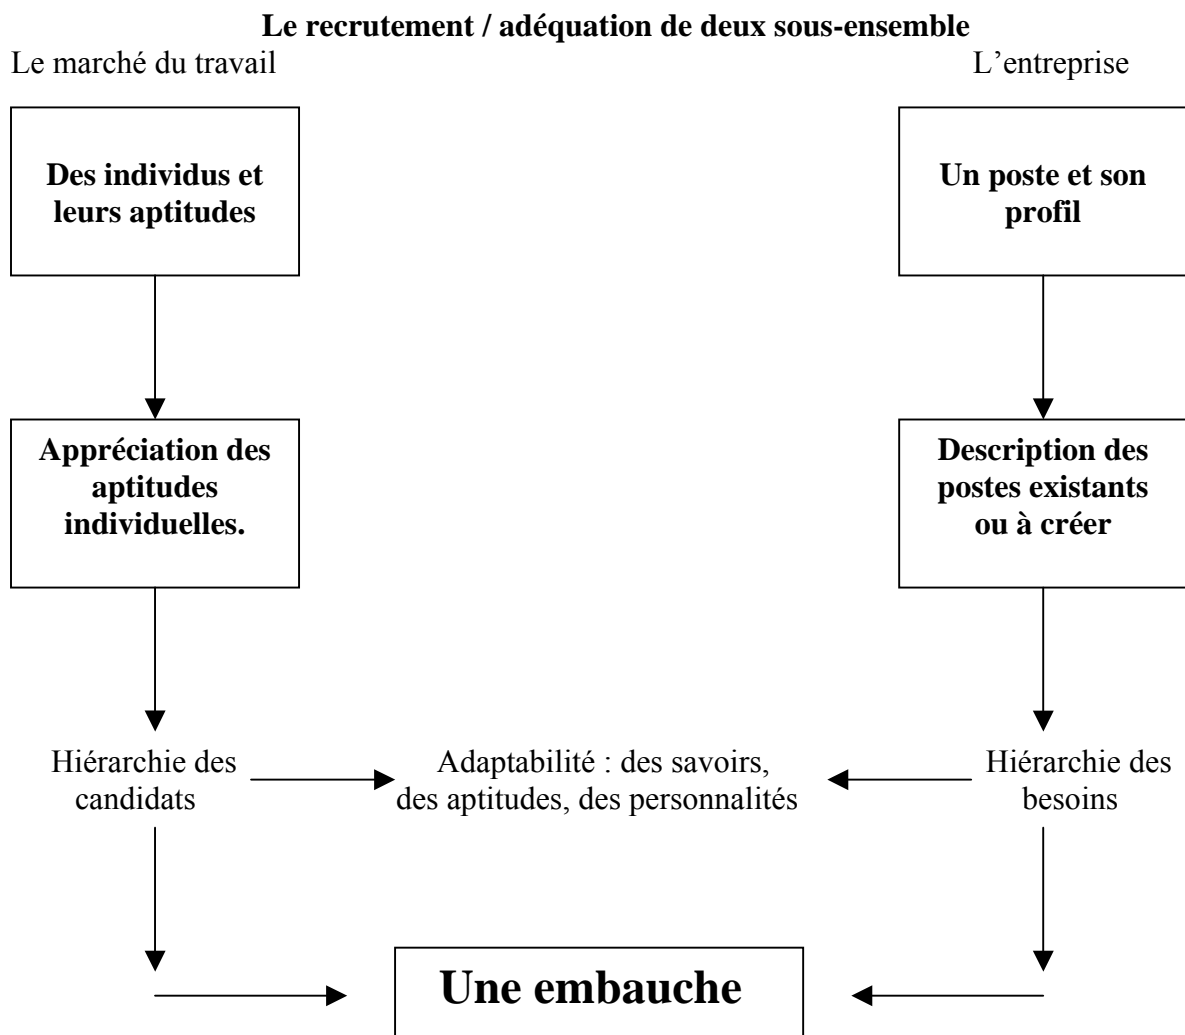 Le recrutement / adéquation de deux sous-ensemble
Le marché du travail
L'entreprise
Des individus et
leurs aptitudes
Un poste et son
profil
Appréciation des
aptitudes
individuelles.
Description des
postes existants
ou à créer
Hiérarchie des
candidats
Adaptabilité : des savoirs,
des aptitudes, des personnalités
Hiérarchie des
besoins
Une embauche